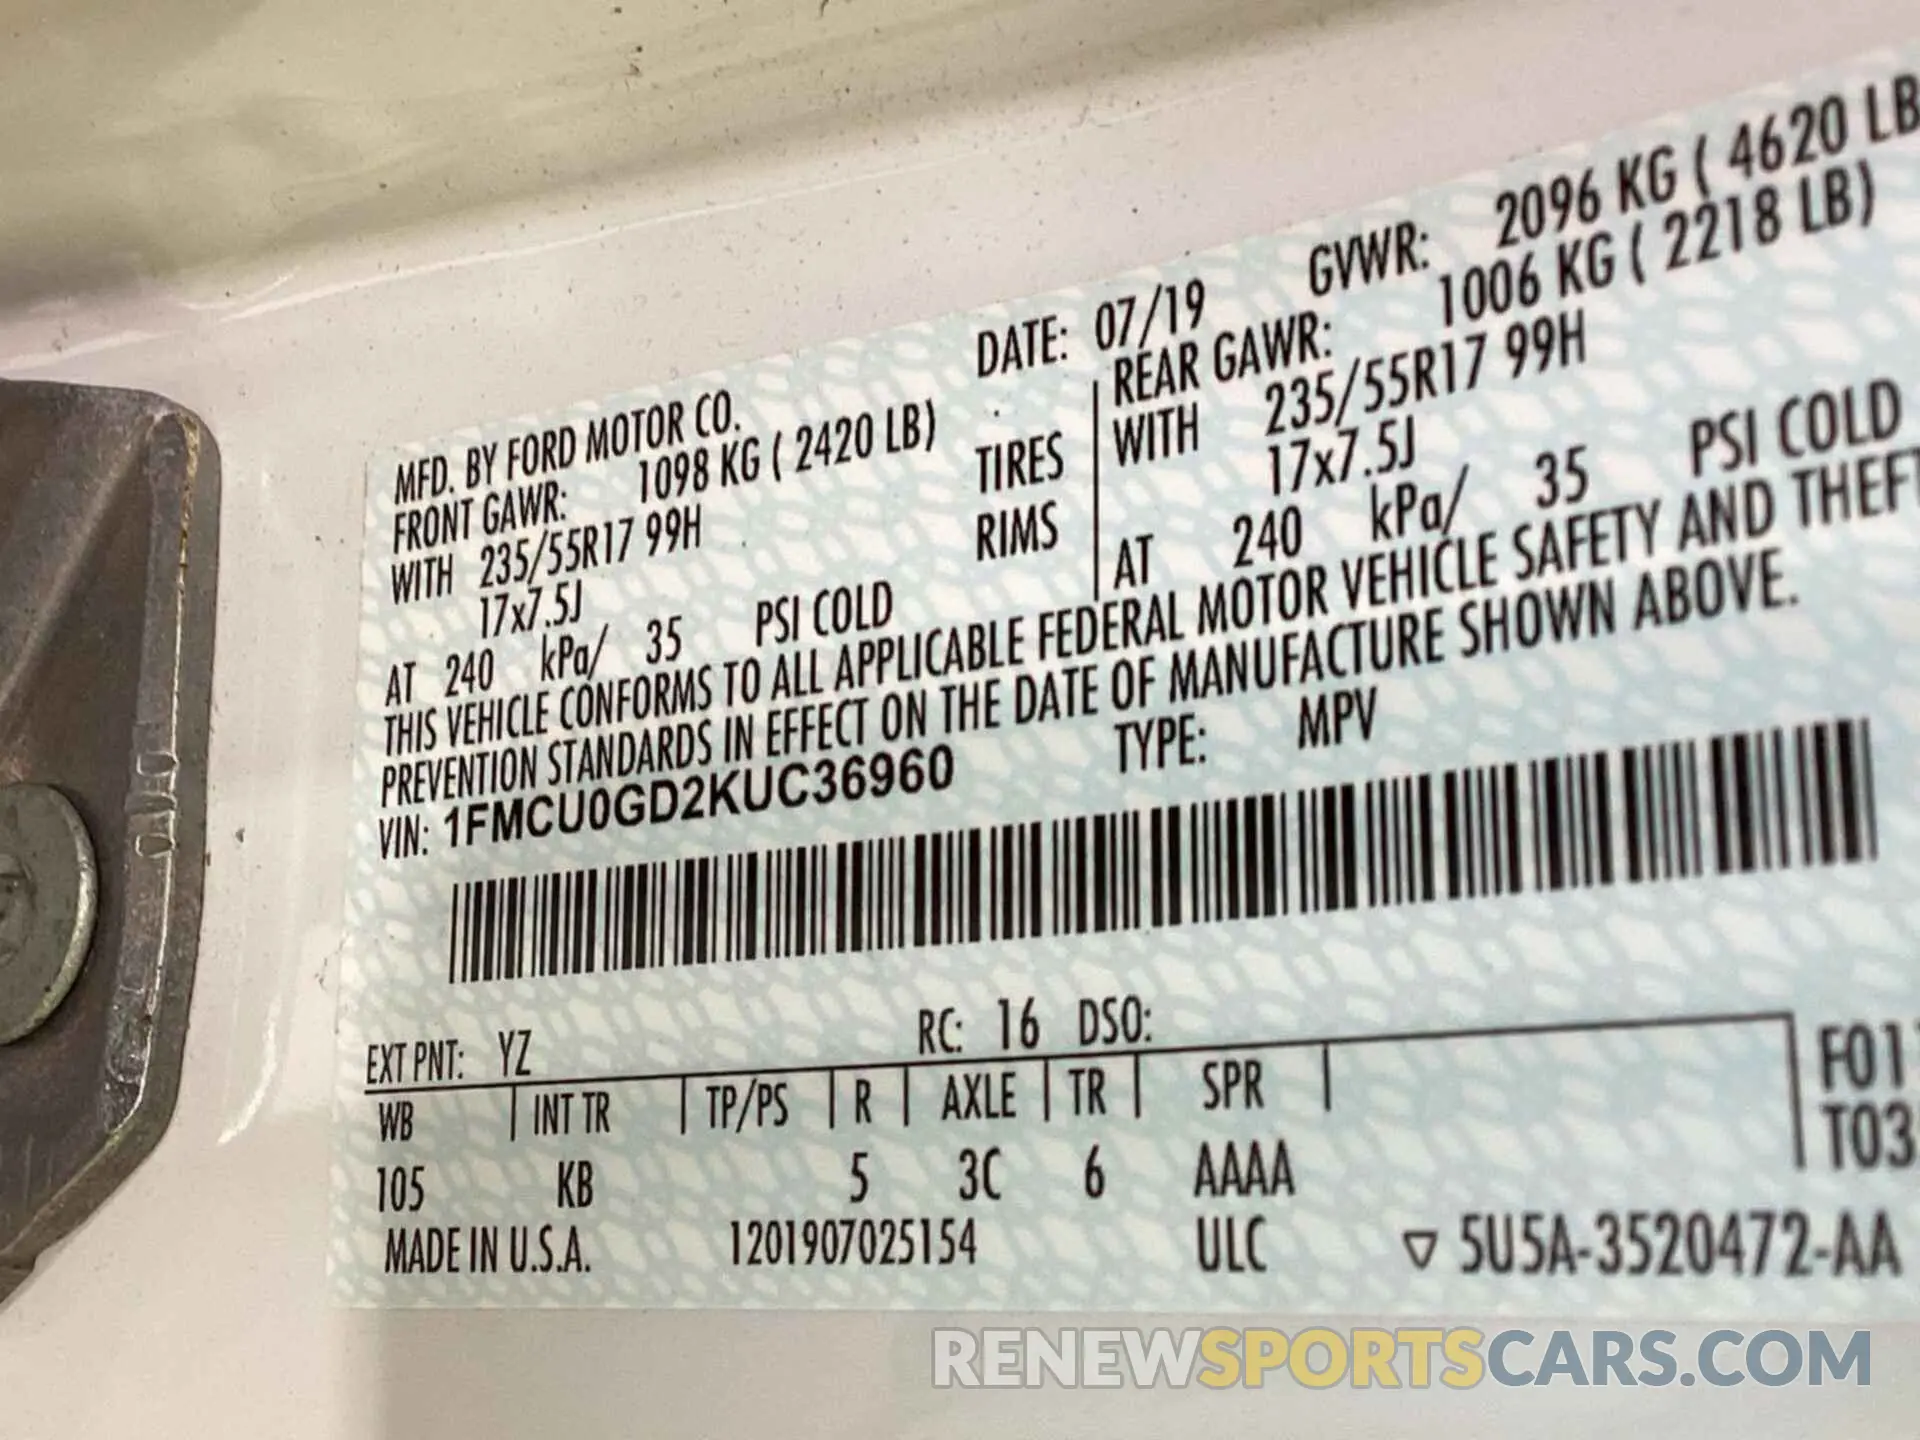 MFD. BY FORD MOTOR CO. DATE: 07/19 GVWR: 2096 KG ( 4620 LB
FRONT GAWR: 1098 KG ( 2420 LB) REAR GAWR: 1006 KG ( 2218 LB)
WITH 235/55R17 99H TIRES WITH 235/55R17 99H
17x7.5J RIMS 17x7.5J
AT 240 kPa/ 35 PSI COLD AT 240 kPa/ 35 PSI COLD
THIS VEHICLE CONFORMS TO ALL APPLICABLE FEDERAL MOTOR VEHICLE SAFETY AND THEFT
PREVENTION STANDARDS IN EFFECT ON THE DATE OF MANUFACTURE SHOWN ABOVE.
VIN: 1FMCU0GD2KUC36960 TYPE: MPV
EXT PNT: YZ RC: 16 DSO:
WB INT TR TP/PS R AXLE TR SPR F01
105 KB 5 3C 6 AAAA T03
MADE IN U.S.A. 1201907025154 ULC ▽ 5U5A-3520472-AA
RENEWSPORTSCARS.COM